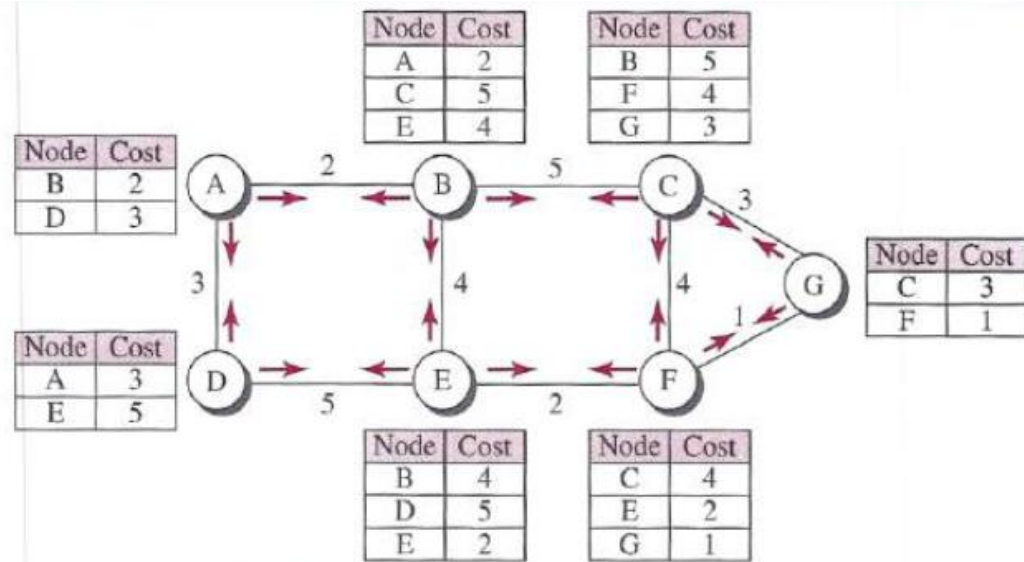 Node Cost
A 2
C 5
E 4
Node Cost
B 5
F 4
G 3
Node Cost
B 2
D 3
A
2
B
5
C
3
3
4
4
G
1
Node Cost
C 3
F 1
Node Cost
A 3
E 5
D
5
E
2
F
Node Cost
B 4
D 5
E 2
Node Cost
C 4
E 2
G 1